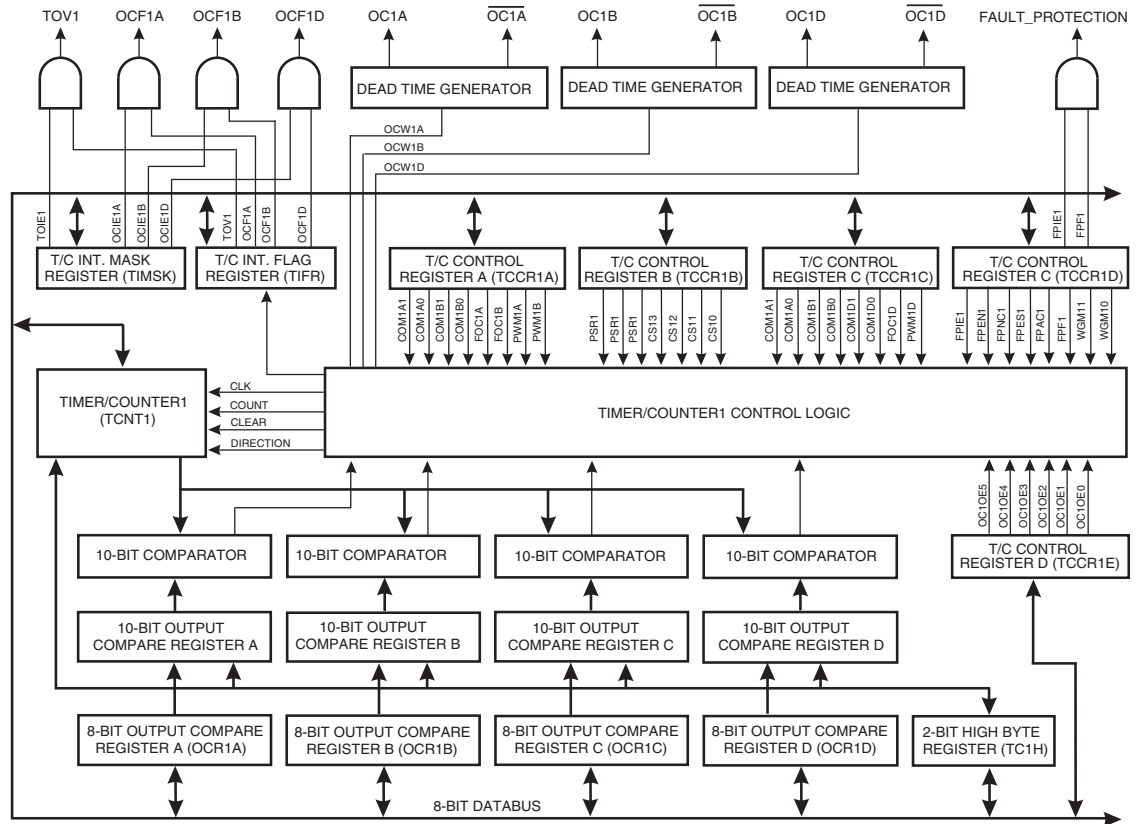 TOV1 OCF1A OCF1B OCF1D OC1A OC1A OC1B OC1B OC1D OC1D FAULT_PROTECTION
DEAD TIME GENERATOR DEAD TIME GENERATOR DEAD TIME GENERATOR
OCW1A
OCW1B
OCW1D
TOIE1 OCIE1A OCIE1B OCIE1D TOV1 OCF1A OCF1B OCF1D FPIE1 FPF1
T/C INT. MASK
REGISTER (TIMSK)
T/C INT. FLAG
REGISTER (TIFR)
T/C CONTROL
REGISTER A (TCCR1A)
T/C CONTROL
REGISTER B (TCCR1B)
T/C CONTROL
REGISTER C (TCCR1C)
T/C CONTROL
REGISTER C (TCCR1D)
COM1A1 COM1A0 COM1B1 COM1B0 FOC1A FOC1B PWM1A PWM1B
PSR1 PSR1 PSR1 CS13 CS12 CS11 CS10
COM1A1 COM1A0 COM1B1 COM1B0 COM1D1 COM1D0 FOC1D PWM1D
FPIE1 FPEN1 FPNC1 FPES1 FPAC1 FPF1 WGM11 WGM10
TIMER/COUNTER1
(TCNT1)
CLK
COUNT
CLEAR
DIRECTION
TIMER/COUNTER1 CONTROL LOGIC
OC1OE5 OC1OE4 OC1OE3 OC1OE2 OC1OE1 OC1OE0
10-BIT COMPARATOR 10-BIT COMPARATOR 10-BIT COMPARATOR 10-BIT COMPARATOR
T/C CONTROL
REGISTER D (TCCR1E)
10-BIT OUTPUT
COMPARE REGISTER A
10-BIT OUTPUT
COMPARE REGISTER B
10-BIT OUTPUT
COMPARE REGISTER C
10-BIT OUTPUT
COMPARE REGISTER D
8-BIT OUTPUT COMPARE
REGISTER A (OCR1A)
8-BIT OUTPUT COMPARE
REGISTER B (OCR1B)
8-BIT OUTPUT COMPARE
REGISTER C (OCR1C)
8-BIT OUTPUT COMPARE
REGISTER D (OCR1D)
2-BIT HIGH BYTE
REGISTER (TC1H)
8-BIT DATABUS